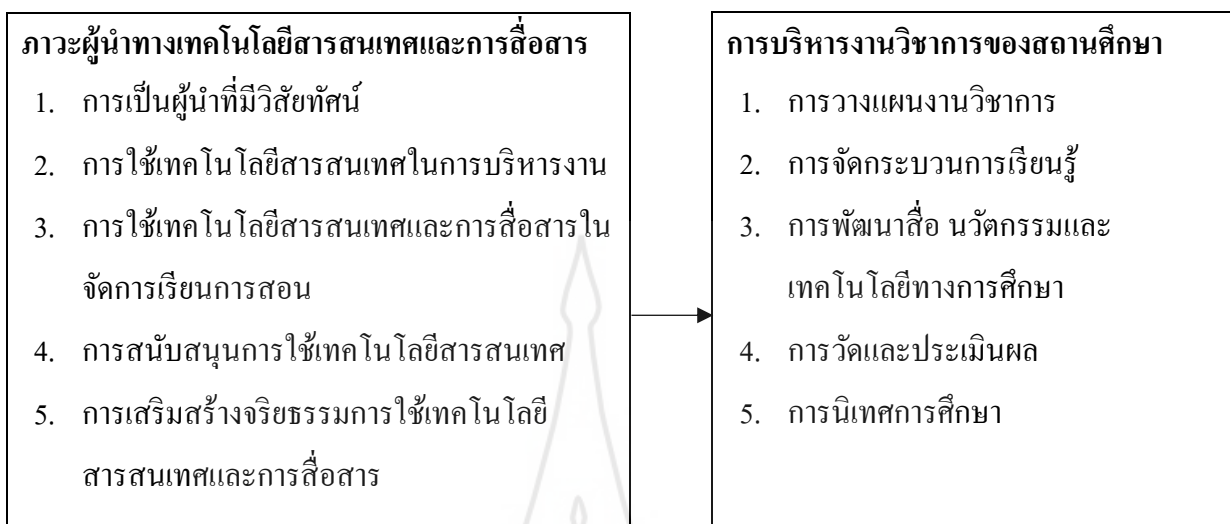 ภาวะผู้นำทางเทคโนโลยีสารสนเทศและการสื่อสาร
1. การเป็นผู้นำที่มีวิสัยทัศน์
2. การใช้เทคโนโลยีสารสนเทศในการบริหารงาน
3. การใช้เทคโนโลยีสารสนเทศและการสื่อสารใน
จัดการเรียนการสอน
4. การสนับสนุนการใช้เทคโนโลยีสารสนเทศ
5. การเสริมสร้างจริยธรรมการใช้เทคโนโลยี
สารสนเทศและการสื่อสาร
การบริหารงานวิชาการของสถานศึกษา
1. การวางแผนงานวิชาการ
2. การจัดกระบวนการเรียนรู้
3. การพัฒนาสื่อ นวัตกรรมและ
เทคโนโลยีทางการศึกษา
4. การวัดและประเมินผล
5. การนิเทศการศึกษา